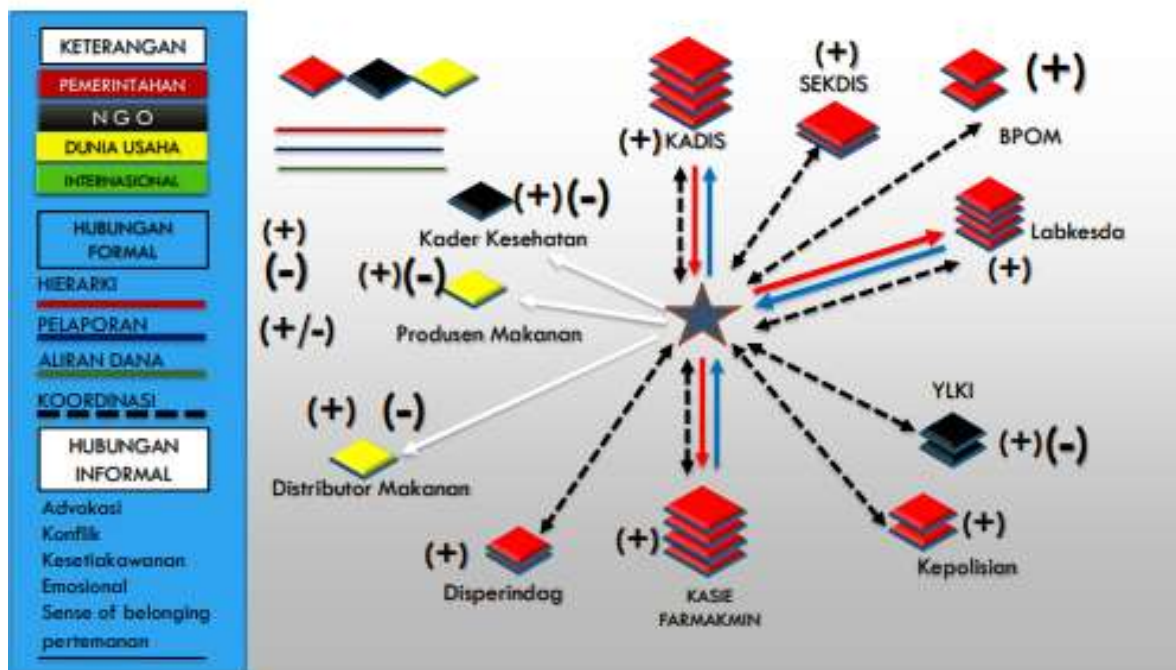 KETERANGAN
PEMERINTAHAN
N G O
DUNIA USAHA
INTERNASIONAL
HUBUNGAN
FORMAL
HIERARKI
PELAPORAN
ALIRAN DANA
KOORDINASI
HUBUNGAN
INFORMAL
Advokasi
Konflik
Kesetiakawanan
Emosional
Sense of belonging
pertemanan
(+)
(-)
(+/-)
(+) KADIS
(+)
SEKDIS
(+)
BPOM
Labkesda
(+)
(+) (-)
Kader Kesehatan
(+) (-)
Produsen Makanan
(+) (-)
Distributor Makanan
(+)
Disperindag
(+)
KASIE
FARMAKMIN
(+)
Kepolisian
YLKI
(+) (-)